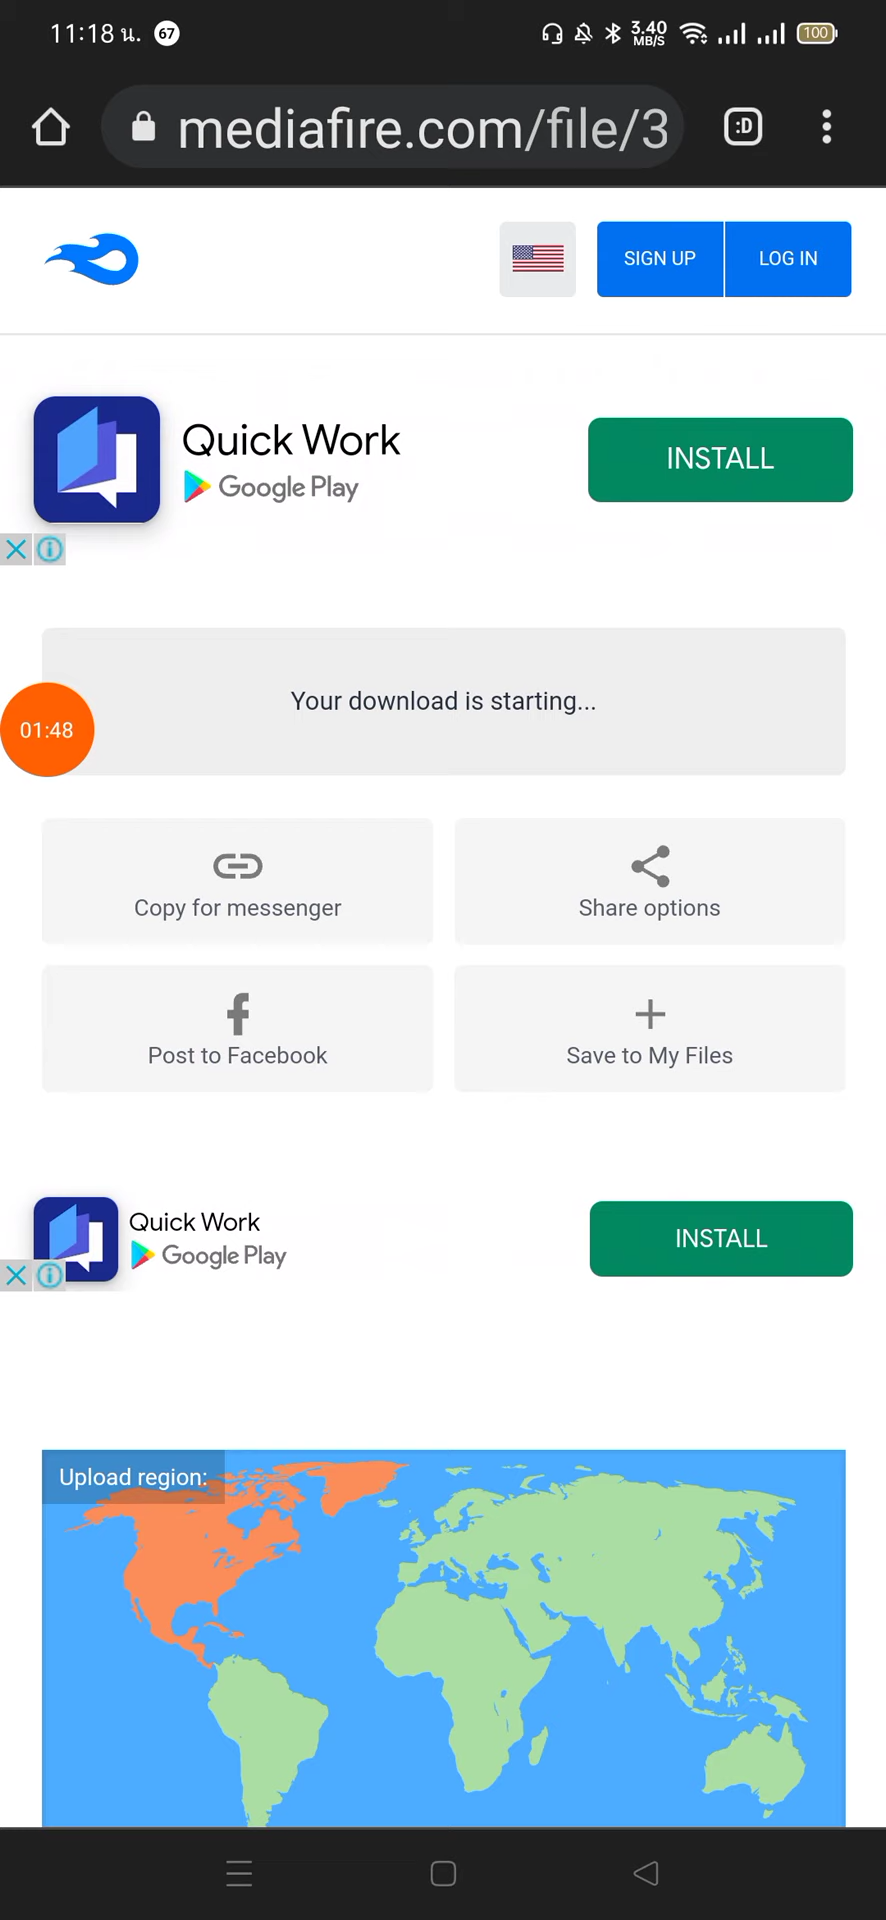 11:18 น. 67 3.40 MB/S 100
mediafire.com/file/3 :D
SIGN UP LOG IN
Quick Work
Google Play
INSTALL
Your download is starting...
01:48
Copy for messenger
Share options
Post to Facebook
Save to My Files
Quick Work
Google Play
INSTALL
Upload region: